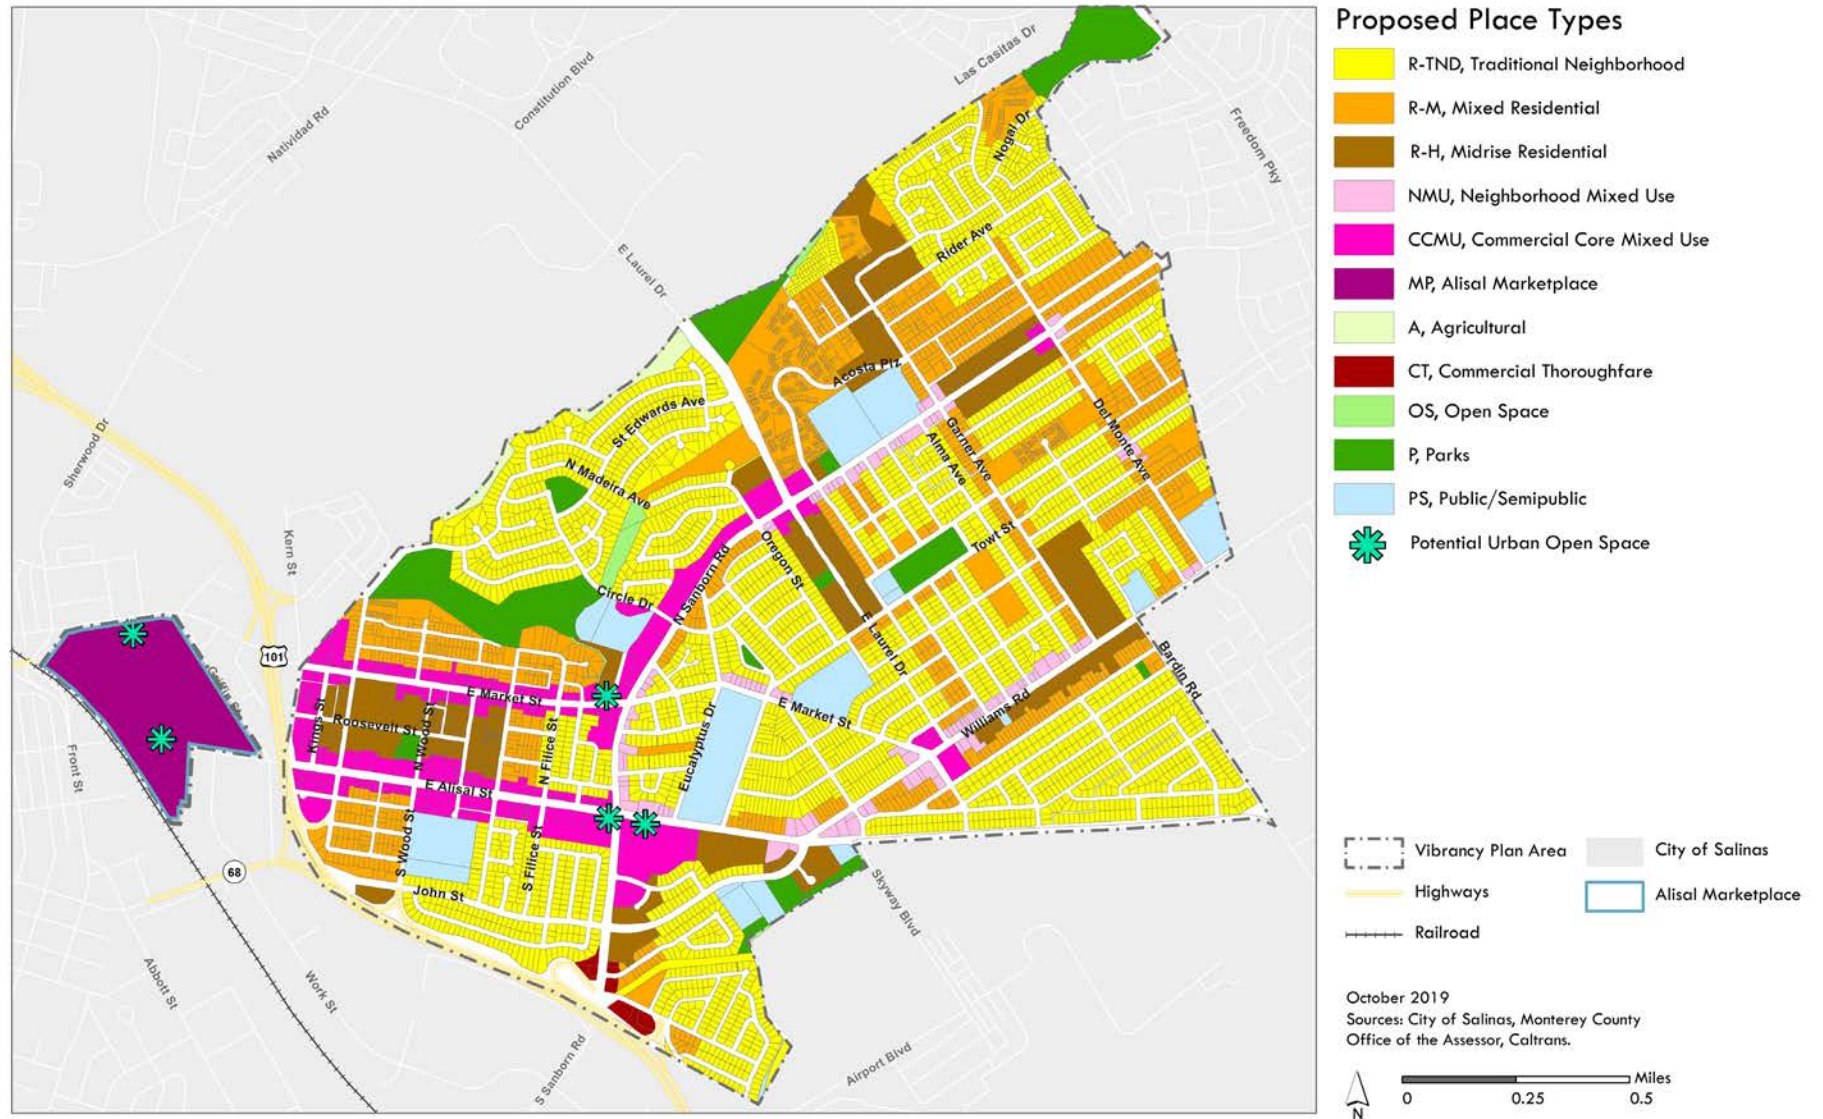 Proposed Place Types
R-TND, Traditional Neighborhood
R-M, Mixed Residential
R-H, Midrise Residential
NMU, Neighborhood Mixed Use
CCMU, Commercial Core Mixed Use
MP, Alisal Marketplace
A, Agricultural
CT, Commercial Thoroughfare
OS, Open Space
P, Parks
PS, Public/Semipublic
Potential Urban Open Space
Las Casitas Dr
Constitution Blvd
Natividad Rd
Freedom Pky
Nogal Dr
Rider Ave
E Laurel Dr
Acosta Plz
St Edwards Ave
Del Monte Ave
Garner Ave
Alma Ave
Sherwood Dr
N Madeira Ave
Kern St
Towt St
Oregon St
N Sanborn Rd
Circle Dr
E Laurel Dr
101
Bardin Rd
E Market St
E Market St
Williams Rd
Kings St
Roosevelt St
N Wood St
N Filice St
Eucalyptus Dr
Griffin St
Front St
E Alisal St
S Wood St
S Filice St
68
John St
Skyway Blvd
Abbott St
Work St
S Sanborn Rd
Airport Blvd
Vibrancy Plan Area
City of Salinas
Highways
Alisal Marketplace
Railroad
October 2019
Sources: City of Salinas, Monterey County
Office of the Assessor, Caltrans.
Miles
0 0.25 0.5
N